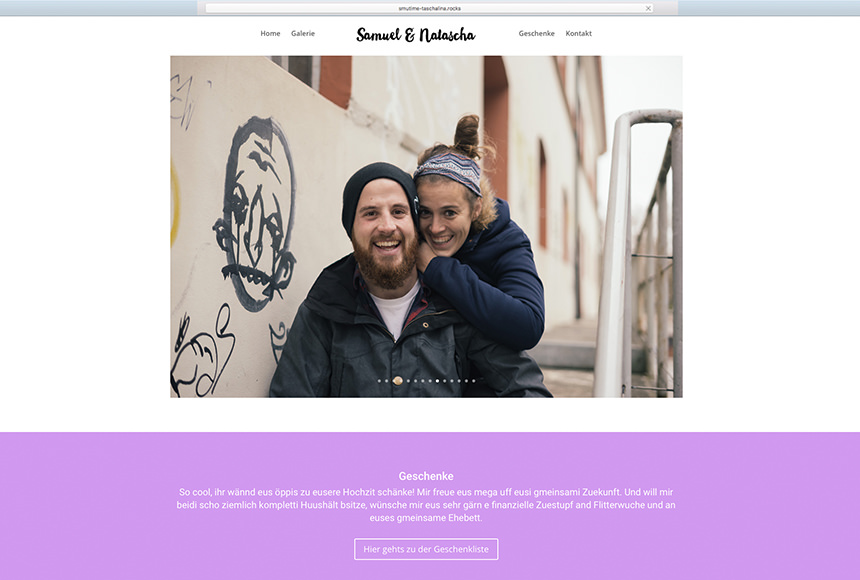 smutime-taschalina.rocks
Home Galerie Samuel & Natascha Geschenke Kontakt
Geschenke
So cool, ihr wännd eus öppis zu eusere Hochzit schänke! Mir freue eus mega uff eusi gmeinsami Zuekunft. Und will mir
beidi scho ziemlich kompletti Huushält bsitze, wünsche mir eus sehr gärn e finanzielle Zuestupf and Flitterwuche und an
euses gmeinsame Ehebett.
Hier gehts zu der Geschenkliste